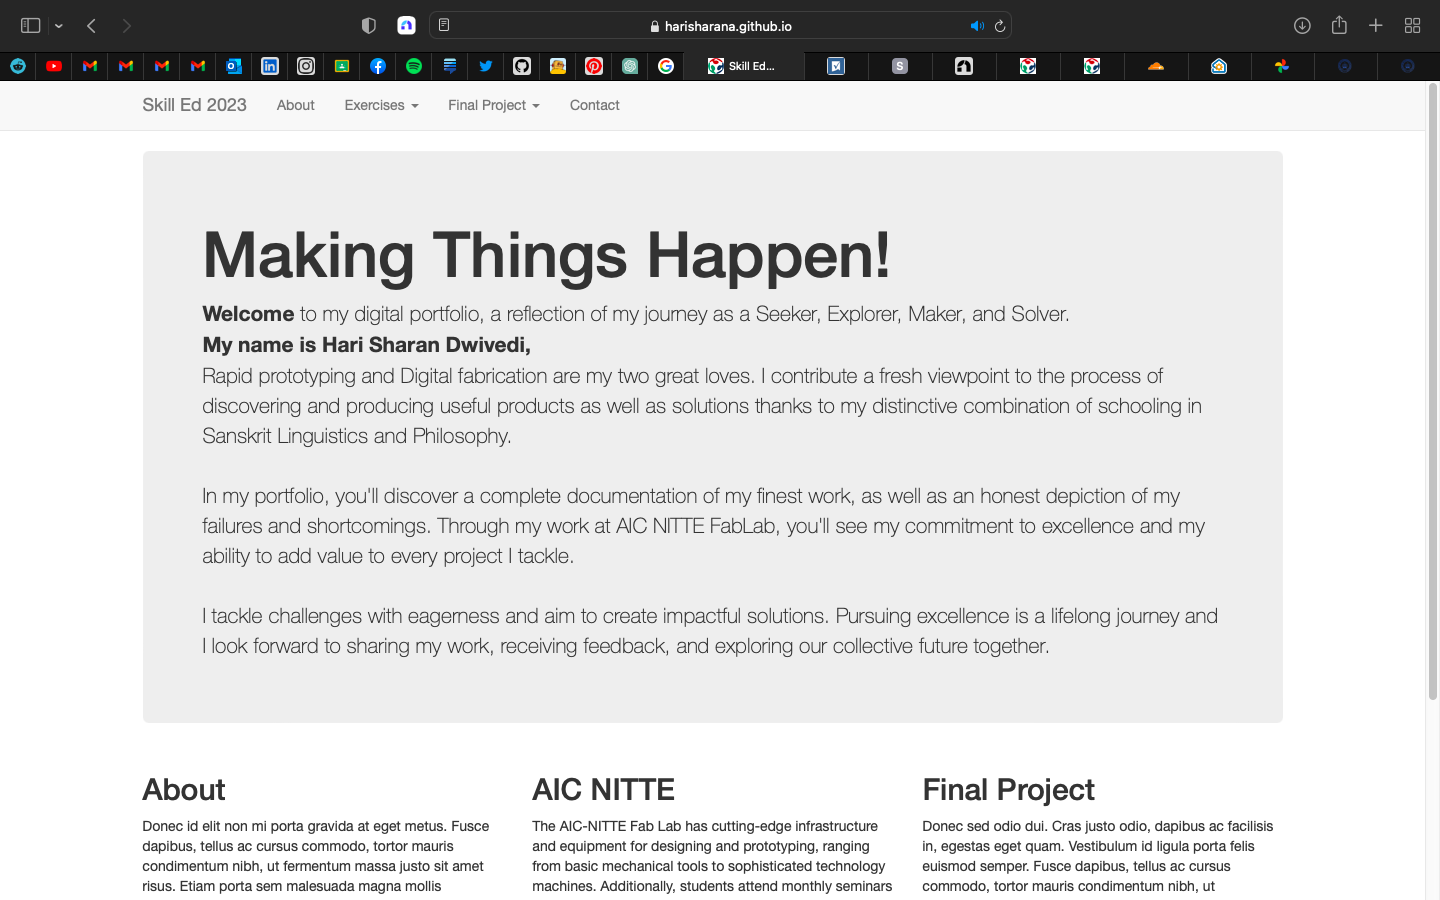 harisharana.github.io
Skill Ed...
S
Skill Ed 2023 About Exercises Final Project Contact
Making Things Happen!
Welcome to my digital portfolio, a reflection of my journey as a Seeker, Explorer, Maker, and Solver.
My name is Hari Sharan Dwivedi,
Rapid prototyping and Digital fabrication are my two great loves. I contribute a fresh viewpoint to the process of
discovering and producing useful products as well as solutions thanks to my distinctive combination of schooling in
Sanskrit Linguistics and Philosophy.
In my portfolio, you'll discover a complete documentation of my finest work, as well as an honest depiction of my
failures and shortcomings. Through my work at AIC NITTE FabLab, you'll see my commitment to excellence and my
ability to add value to every project I tackle.
I tackle challenges with eagerness and aim to create impactful solutions. Pursuing excellence is a lifelong journey and
I look forward to sharing my work, receiving feedback, and exploring our collective future together.
About
Donec id elit non mi porta gravida at eget metus. Fusce
dapibus, tellus ac cursus commodo, tortor mauris
condimentum nibh, ut fermentum massa justo sit amet
risus. Etiam porta sem malesuada magna mollis
AIC NITTE
The AIC-NITTE Fab Lab has cutting-edge infrastructure
and equipment for designing and prototyping, ranging
from basic mechanical tools to sophisticated technology
machines. Additionally, students attend monthly seminars
Final Project
Donec sed odio dui. Cras justo odio, dapibus ac facilisis
in, egestas eget quam. Vestibulum id ligula porta felis
euismod semper. Fusce dapibus, tellus ac cursus
commodo, tortor mauris condimentum nibh, ut